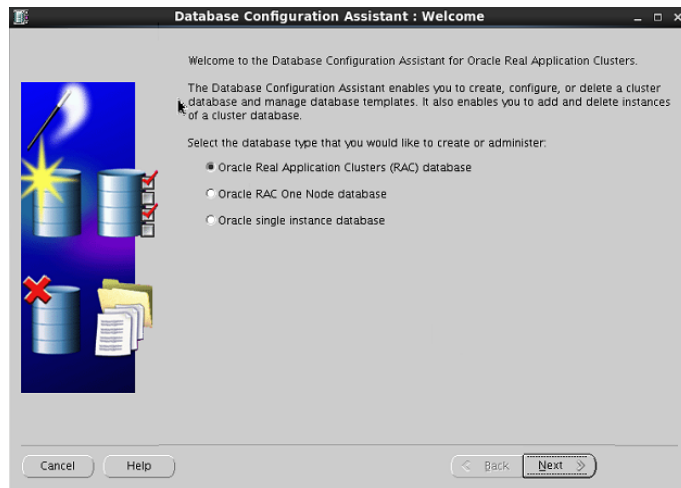 Database Configuration Assistant : Welcome
Welcome to the Database Configuration Assistant for Oracle Real Application Clusters.
The Database Configuration Assistant enables you to create, configure, or delete a cluster
database and manage database templates. It also enables you to add and delete instances
of a cluster database.
Select the database type that you would like to create or administer:
Oracle Real Application Clusters (RAC) database
Oracle RAC One Node database
Oracle single instance database
Cancel
Help
Back
Next